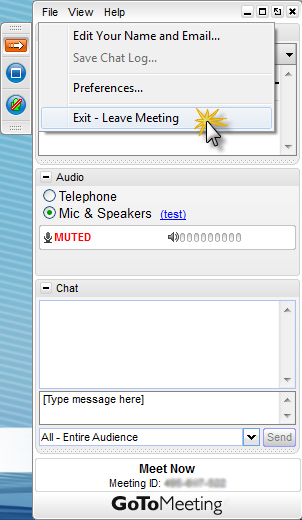 File View Help
Edit Your Name and Email...
Save Chat Log...
Preferences...
Exit - Leave Meeting
Audio
Telephone
Mic & Speakers (test)
MUTED
Chat
[Type message here]
All - Entire Audience Send
Meet Now
Meeting ID:
GoToMeeting